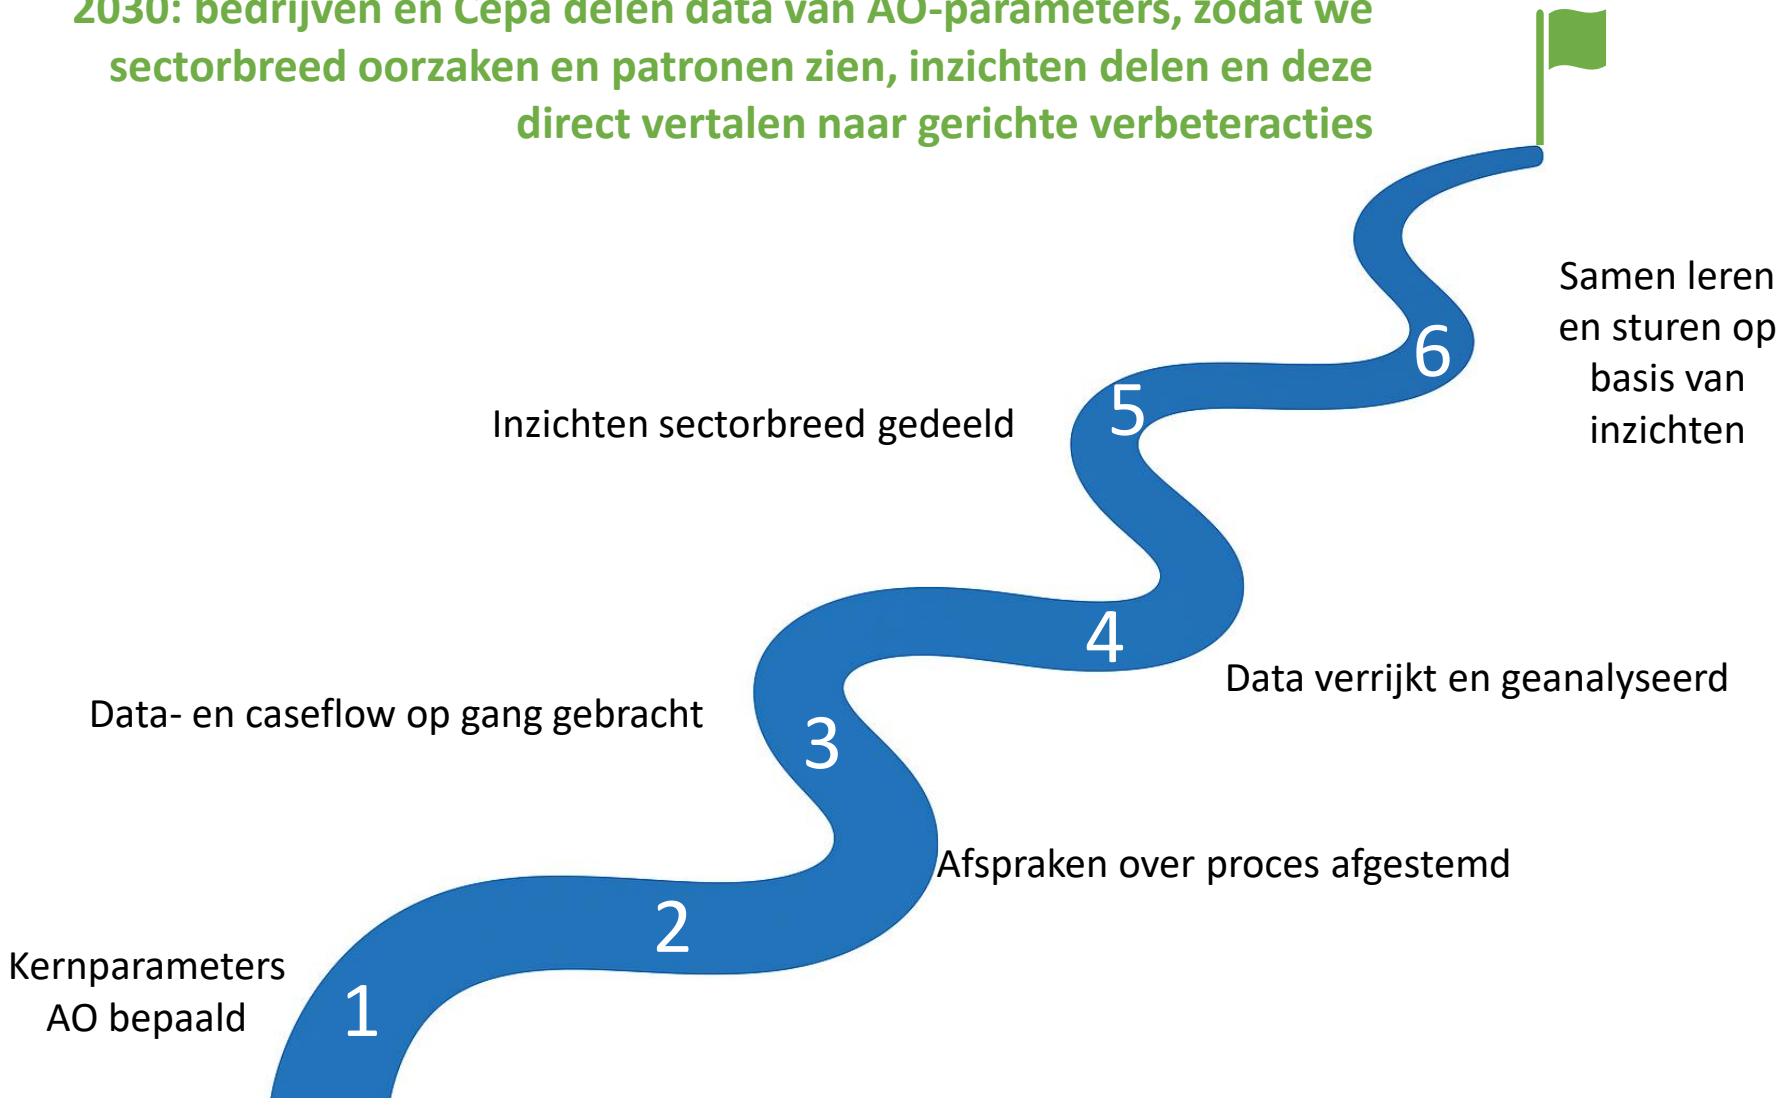 2030: bedrijven en Cepa delen data van AO-parameters, zodat we
sectorbreed oorzaken en patronen zien, inzichten delen en deze
direct vertalen naar gerichte verbeteracties
Samen leren
en sturen op
basis van
inzichten
6
5
Inzichten sectorbreed gedeeld
4
Data verrijkt en geanalyseerd
Data- en caseflow op gang gebracht
3
Afspraken over proces afgestemd
2
Kernparameters
AO bepaald
1